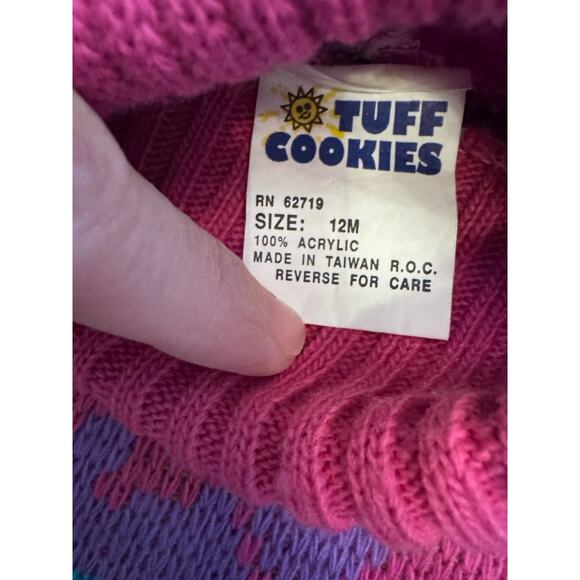 TUFF
COOKIES
RN 62719
SIZE: 12M
100% ACRYLIC
MADE IN TAIWAN R.O.C.
REVERSE FOR CARE